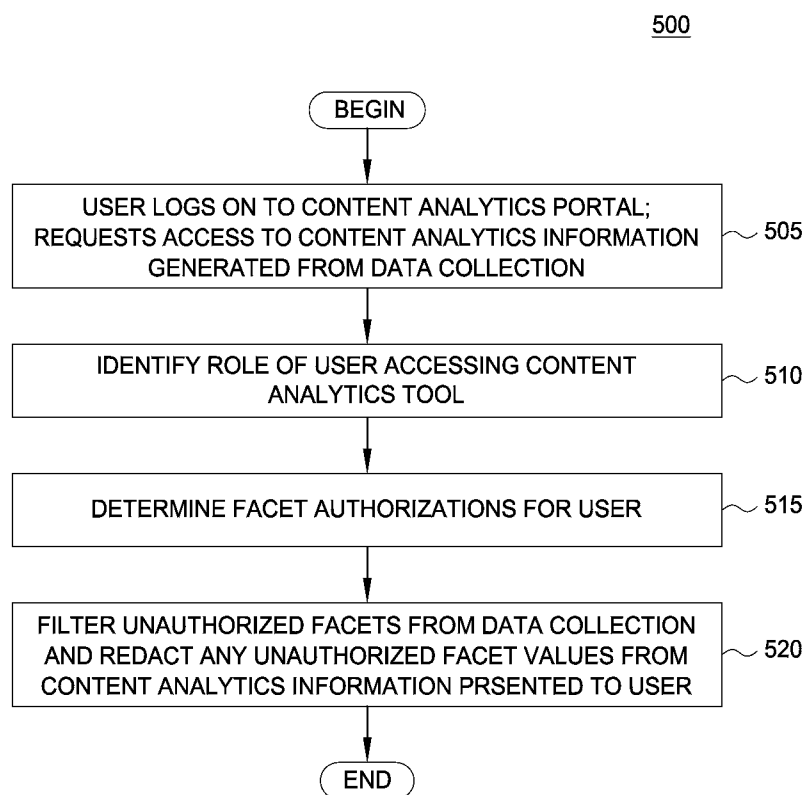 500
BEGIN
USER LOGS ON TO CONTENT ANALYTICS PORTAL;
REQUESTS ACCESS TO CONTENT ANALYTICS INFORMATION
GENERATED FROM DATA COLLECTION
505
IDENTIFY ROLE OF USER ACCESSING CONTENT
ANALYTICS TOOL
510
DETERMINE FACET AUTHORIZATIONS FOR USER
515
FILTER UNAUTHORIZED FACETS FROM DATA COLLECTION
AND REDACT ANY UNAUTHORIZED FACET VALUES FROM
CONTENT ANALYTICS INFORMATION PRSENTED TO USER
520
END